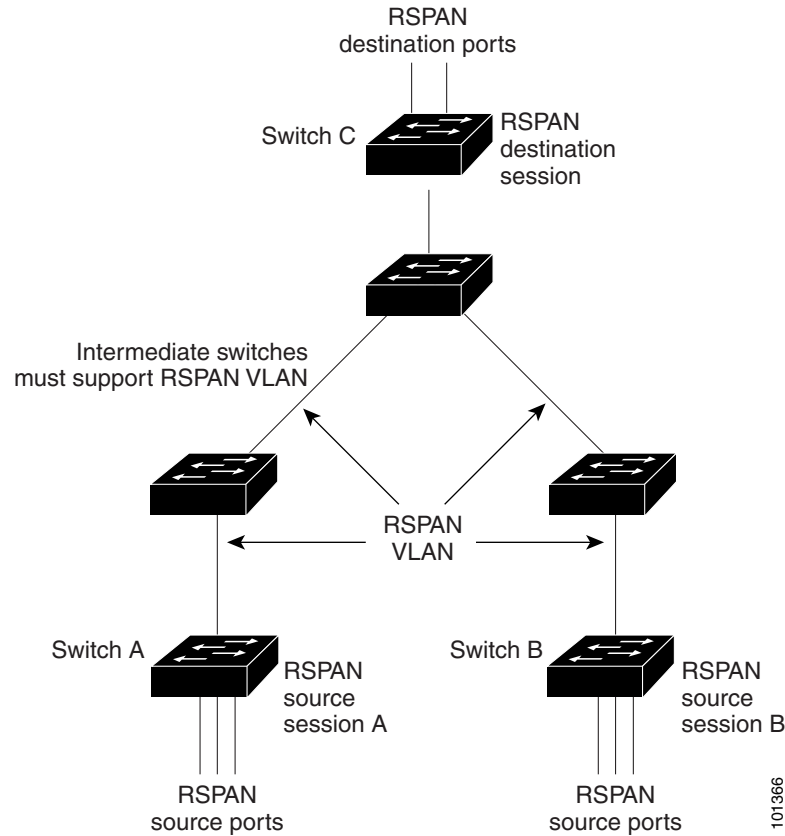 RSPAN
destination ports
Switch C
RSPAN
destination
session
Intermediate switches
must support RSPAN VLAN
RSPAN
VLAN
Switch A
RSPAN
source
session A
Switch B
RSPAN
source
session B
RSPAN
source ports
RSPAN
source ports
101366